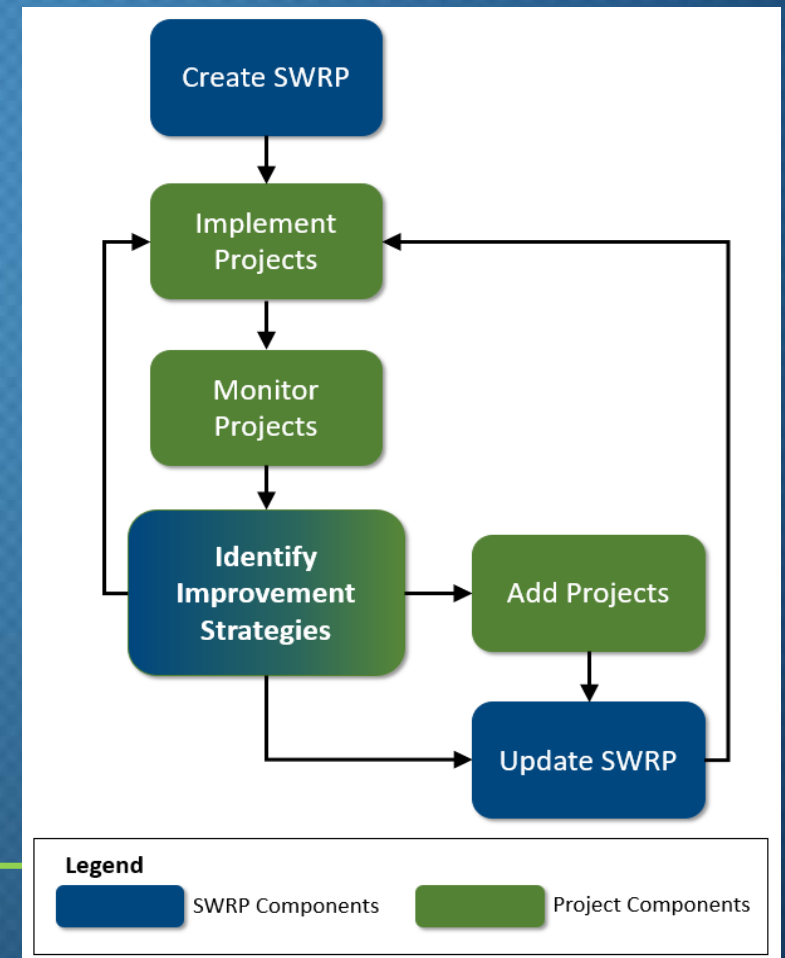 Create SWRP
Implement
Projects
Monitor
Projects
Identify
Improvement
Strategies
Add Projects
Update SWRP
Legend
SWRP Components
Project Components